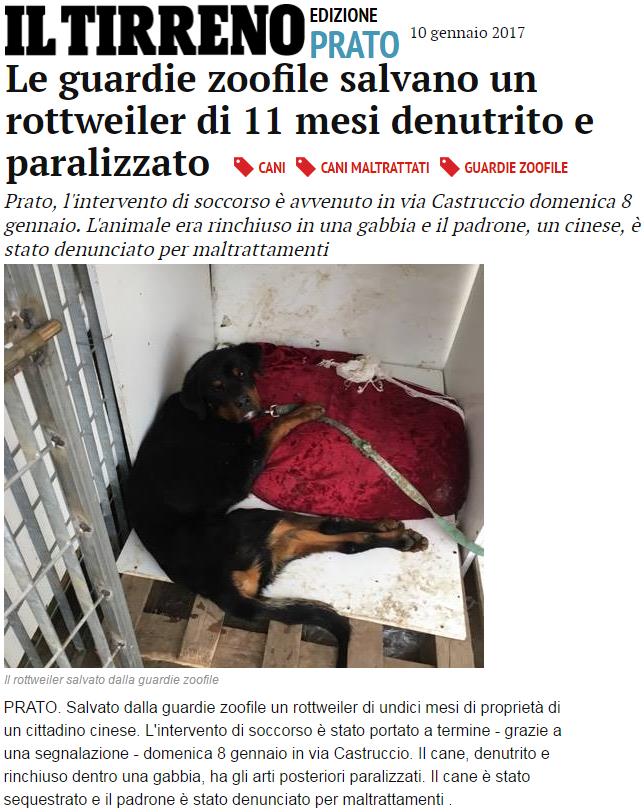 IL TIRRENO EDIZIONE PRATO 10 gennaio 2017
Le guardie zoofile salvano un
rottweiler di 11 mesi denutrito e
paralizzato CANI CANI MALTRATTATI GUARDIE ZOOFILE
Prato, l'intervento di soccorso è avvenuto in via Castruccio domenica 8
gennaio. L'animale era rinchiuso in una gabbia e il padrone, un cinese, è
stato denunciato per maltrattamenti
Il rottweiler salvato dalla guardie zoofile
PRATO. Salvato dalla guardie zoofile un rottweiler di undici mesi di proprietà di
un cittadino cinese. L'intervento di soccorso è stato portato a termine - grazie a
una segnalazione - domenica 8 gennaio in via Castruccio. Il cane, denutrito e
rinchiuso dentro una gabbia, ha gli arti posteriori paralizzati. Il cane è stato
sequestrato e il padrone è stato denunciato per maltrattamenti .